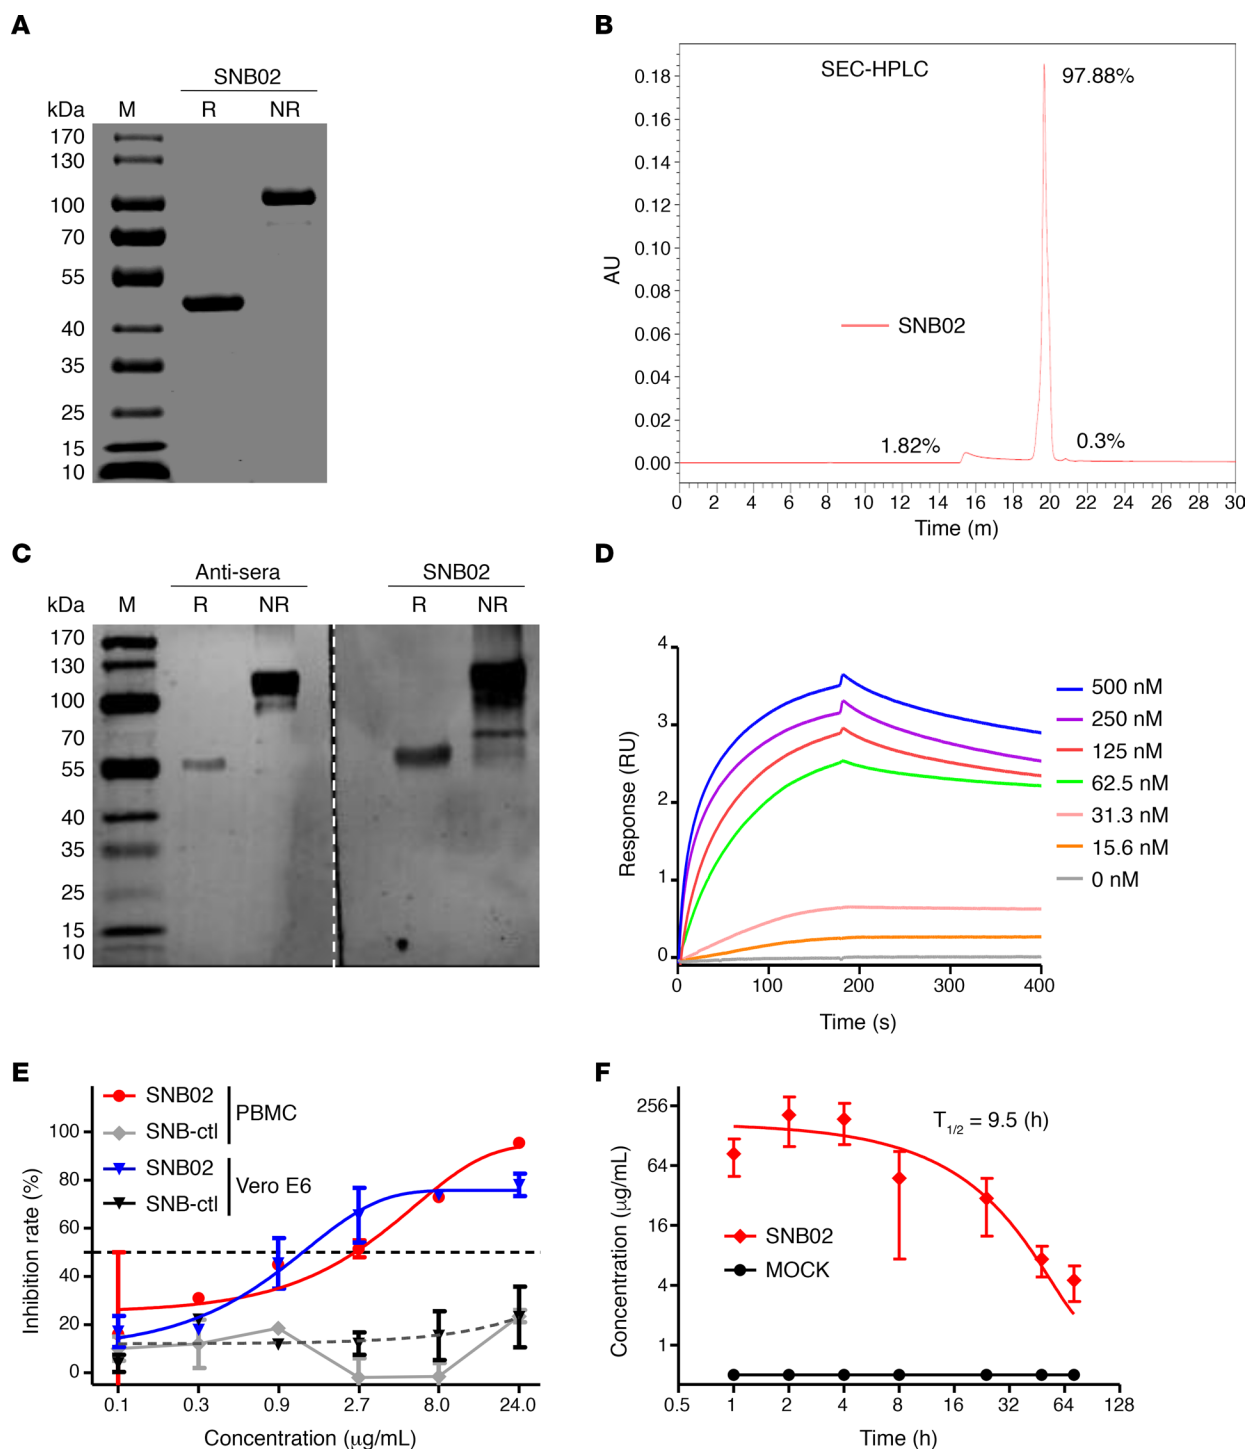 A
SNB02
kDa M R NR
170
130
100
70
55
40
35
25
15
10
B
SEC-HPLC
97.88%
0.18
0.16
0.14
0.12
0.10
0.08
0.06
0.04
0.02
0.00
AU
SNB02
1.82%
0.3%
0 2 4 6 8 10 12 14 16 18 20 22 24 26 28 30
Time (m)
C
Anti-sera SNB02
kDa M R NR R NR
170
130
100
70
55
40
35
25
15
10
D
4
3
2
1
0
Response (RU)
500 nM
250 nM
125 nM
62.5 nM
31.3 nM
15.6 nM
0 nM
0 100 200 300 400
Time (s)
E
SNB02
SNB-ctl
PBMC
SNB02
SNB-ctl
Vero E6
100
80
60
40
20
0
Inhibition rate (%)
0.1 0.3 0.9 2.7 8.0 24.0
Concentration (µg/mL)
F
256
64
16
4
1
Concentration (µg/mL)
T1/2 = 9.5 (h)
SNB02
MOCK
0.5 1 2 4 8 16 32 64 128
Time (h)